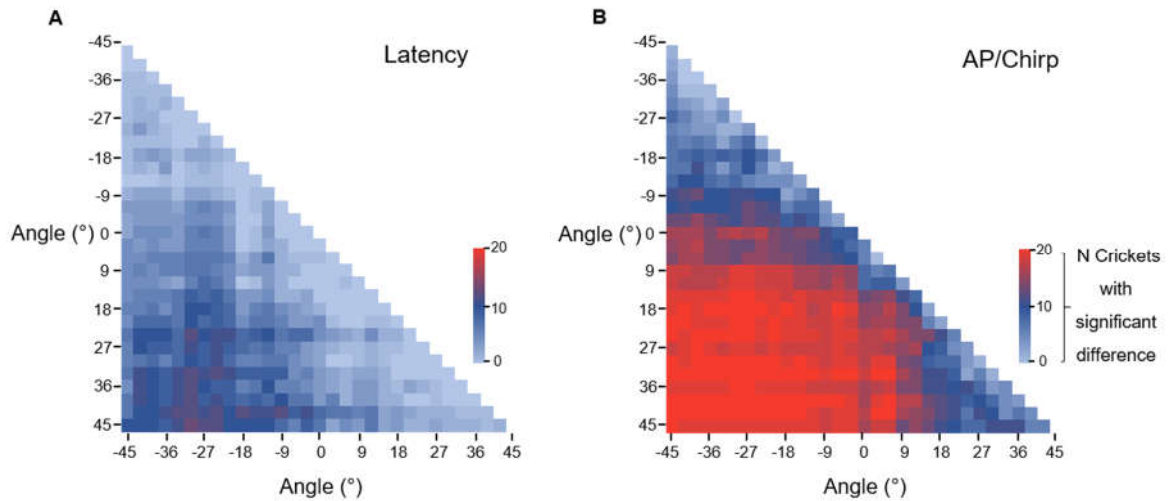 A
Latency
-45
-36
-27
-18
-9
Angle (°) 0
9
18
27
36
45
-45 -36 -27 -18 -9 0 9 18 27 36 45
Angle (°)
20
10
0
B
AP/Chirp
-45
-36
-27
-18
-9
Angle (°) 0
9
18
27
36
45
-45 -36 -27 -18 -9 0 9 18 27 36 45
Angle (°)
20
10
0
N Crickets
with
significant
difference